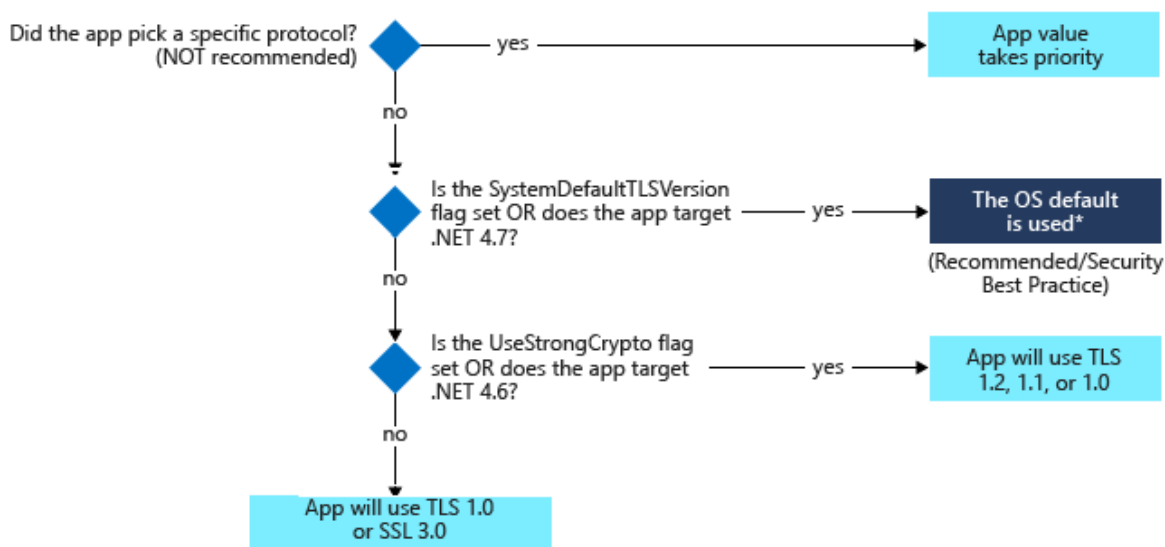 Did the app pick a specific protocol?
(NOT recommended)
yes
App value
takes priority
no
Is the SystemDefaultTLSVersion
flag set OR does the app target
.NET 4.7?
yes
The OS default
is used*
(Recommended/Security
Best Practice)
no
Is the UseStrongCrypto flag
set OR does the app target
.NET 4.6?
yes
App will use TLS
1.2, 1.1, or 1.0
no
App will use TLS 1.0
or SSL 3.0